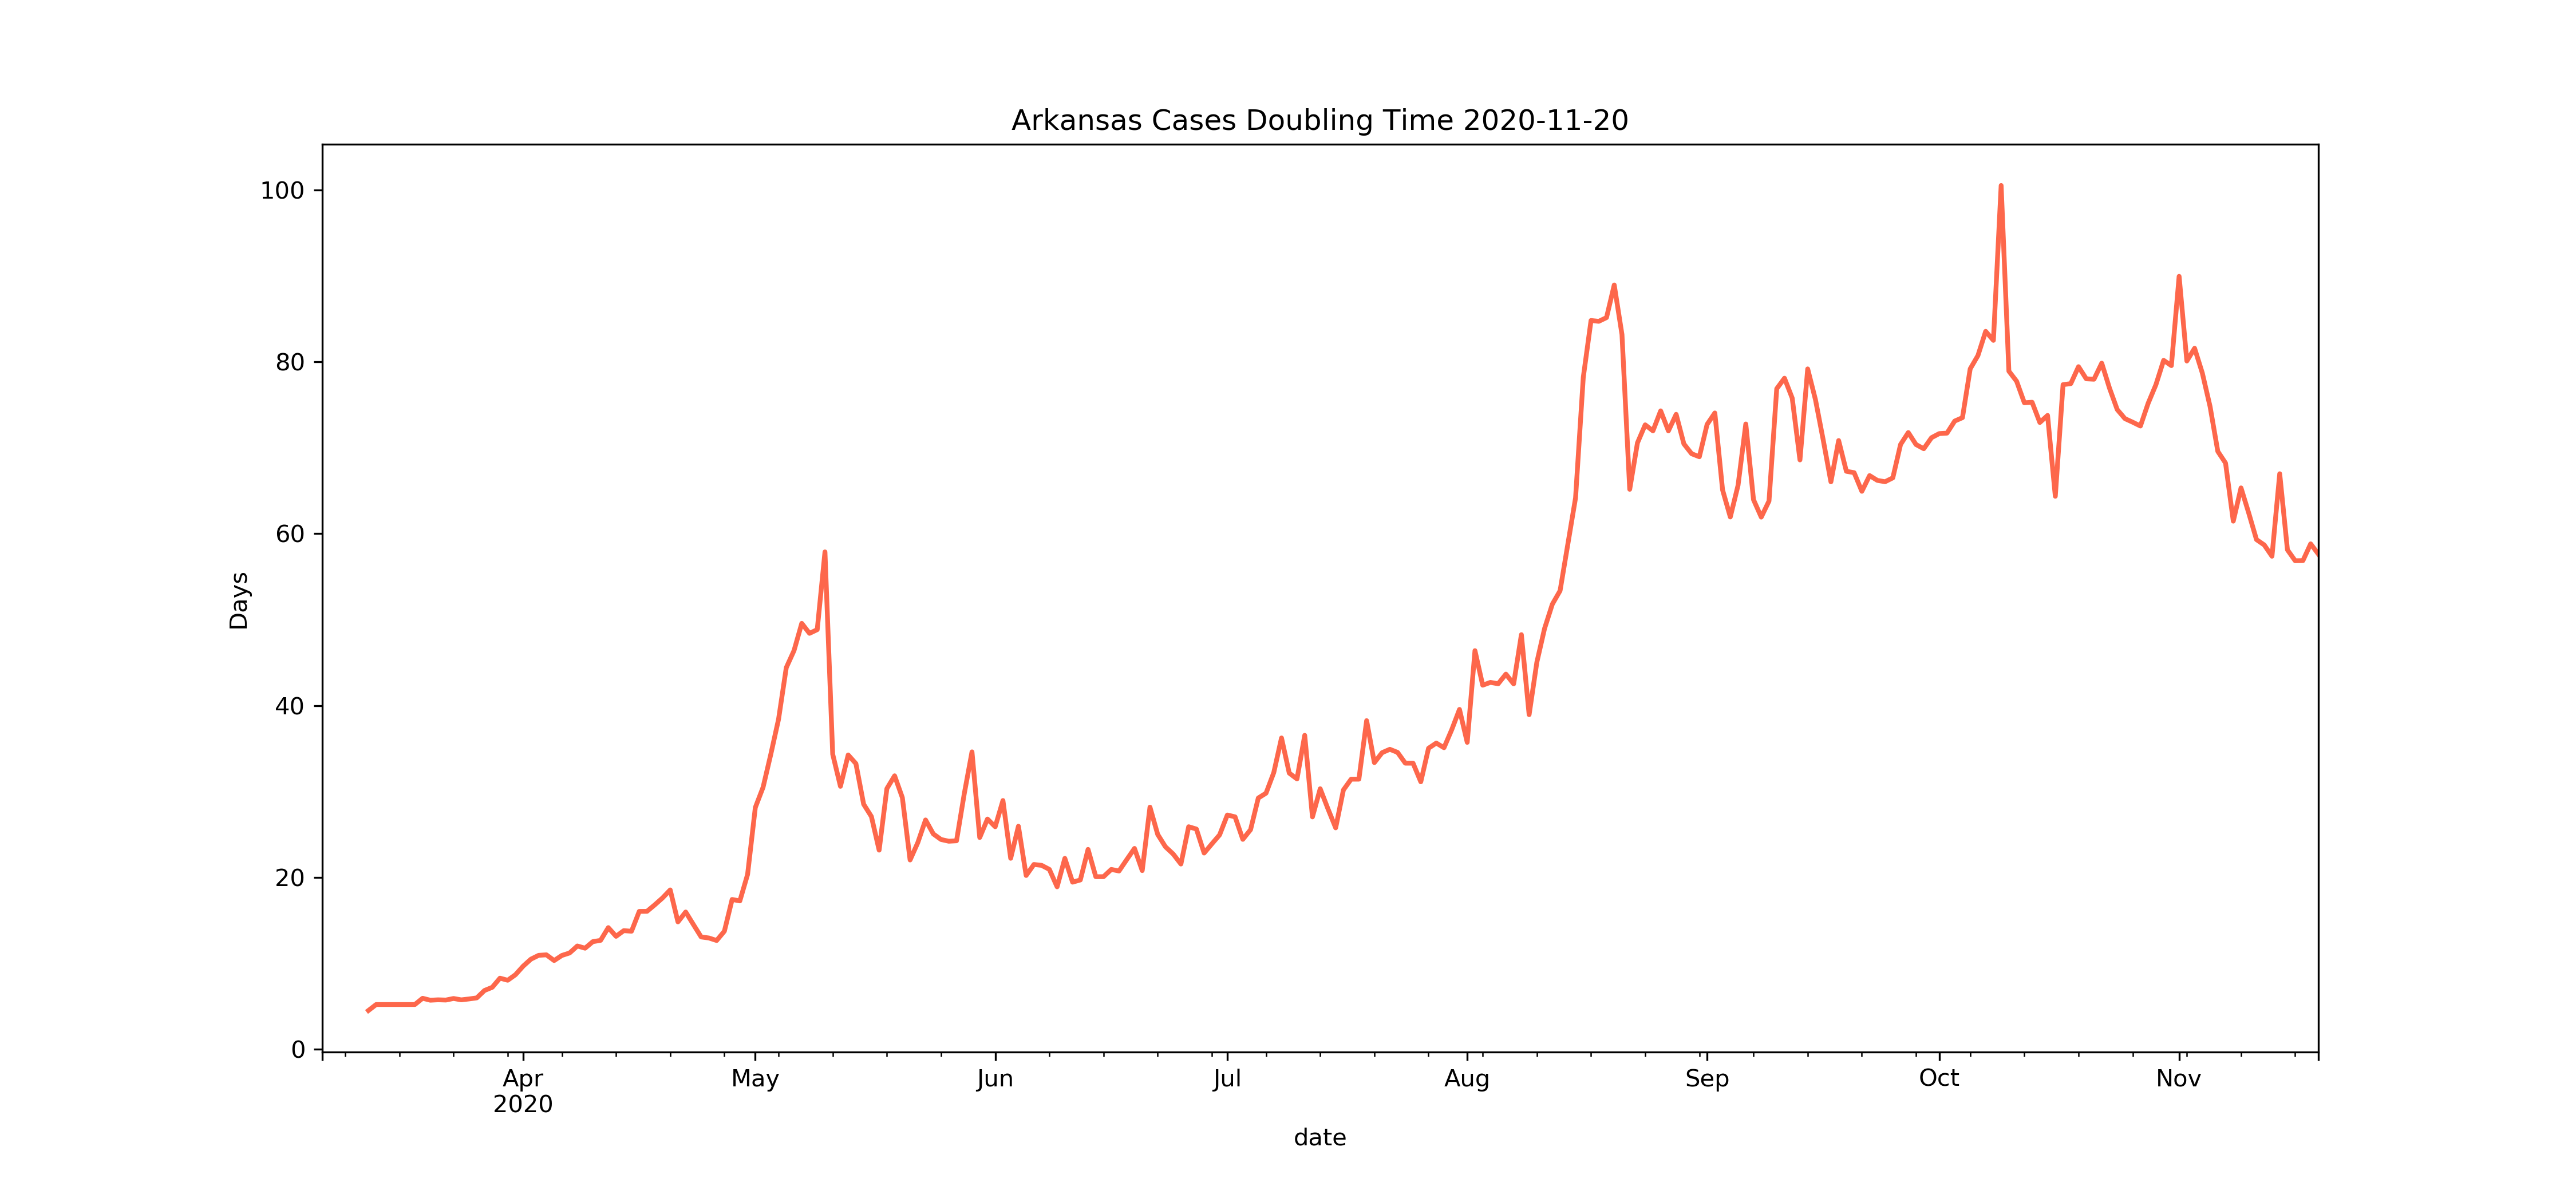 Arkansas Cases Doubling Time 2020-11-20
100
80
60
40
20
0
Days
Apr May Jun Jul Aug Sep Oct Nov
2020
date